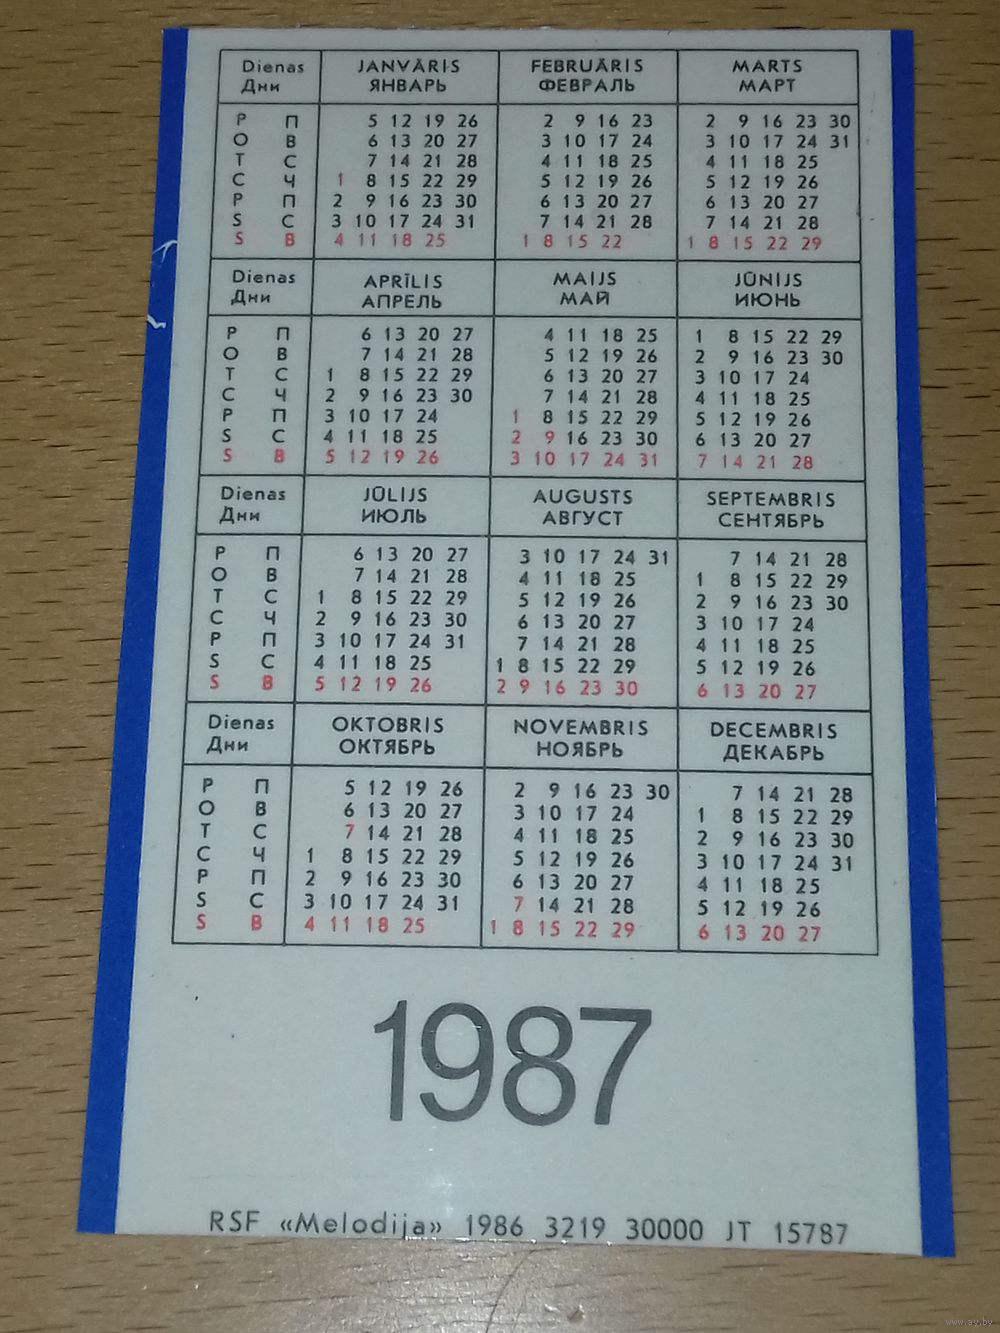 Dienas JANVĀRIS FEBRUĀRIS MARTS
Дни ЯНВАРЬ ФЕВРАЛЬ МАРТ
P П 5 12 19 26 2 9 16 23 2 9 16 23 30
O В 6 13 20 27 3 10 17 24 3 10 17 24 31
T С 7 14 21 28 4 11 18 25 4 11 18 25
C Ч 1 8 15 22 29 5 12 19 26 5 12 19 26
P П 2 9 16 23 30 6 13 20 27 6 13 20 27
S С 3 10 17 24 31 7 14 21 28 7 14 21 28
S В 4 11 18 25 1 8 15 22 1 8 15 22 29
Dienas APRĪLIS MAIJS JŪNIJS
Дни АПРЕЛЬ МАЙ ИЮНЬ
P П 6 13 20 27 4 11 18 25 1 8 15 22 29
O В 7 14 21 28 5 12 19 26 2 9 16 23 30
T С 1 8 15 22 29 6 13 20 27 3 10 17 24
C Ч 2 9 16 23 30 7 14 21 28 4 11 18 25
P П 3 10 17 24 1 8 15 22 29 5 12 19 26
S С 4 11 18 25 2 9 16 23 30 6 13 20 27
S В 5 12 19 26 3 10 17 24 31 7 14 21 28
Dienas JŪLIJS AUGUSTS SEPTEMBRIS
Дни ИЮЛЬ АВГУСТ СЕНТЯБРЬ
P П 6 13 20 27 3 10 17 24 31 7 14 21 28
O В 7 14 21 28 4 11 18 25 1 8 15 22 29
T С 1 8 15 22 29 5 12 19 26 2 9 16 23 30
C Ч 2 9 16 23 30 6 13 20 27 3 10 17 24
P П 3 10 17 24 31 7 14 21 28 4 11 18 25
S С 4 11 18 25 1 8 15 22 29 5 12 19 26
S В 5 12 19 26 2 9 16 23 30 6 13 20 27
Dienas OKTOBRIS NOVEMBRIS DECEMBRIS
Дни ОКТЯБРЬ НОЯБРЬ ДЕКАБРЬ
P П 5 12 19 26 2 9 16 23 30 7 14 21 28
O В 6 13 20 27 3 10 17 24 1 8 15 22 29
T С 7 14 21 28 4 11 18 25 2 9 16 23 30
C Ч 1 8 15 22 29 5 12 19 26 3 10 17 24 31
P П 2 9 16 23 30 6 13 20 27 4 11 18 25
S С 3 10 17 24 31 7 14 21 28 5 12 19 26
S В 4 11 18 25 1 8 15 22 29 6 13 20 27
1987
RSF «Melodija» 1986 3219 30000 JT 15787
www.ay.by